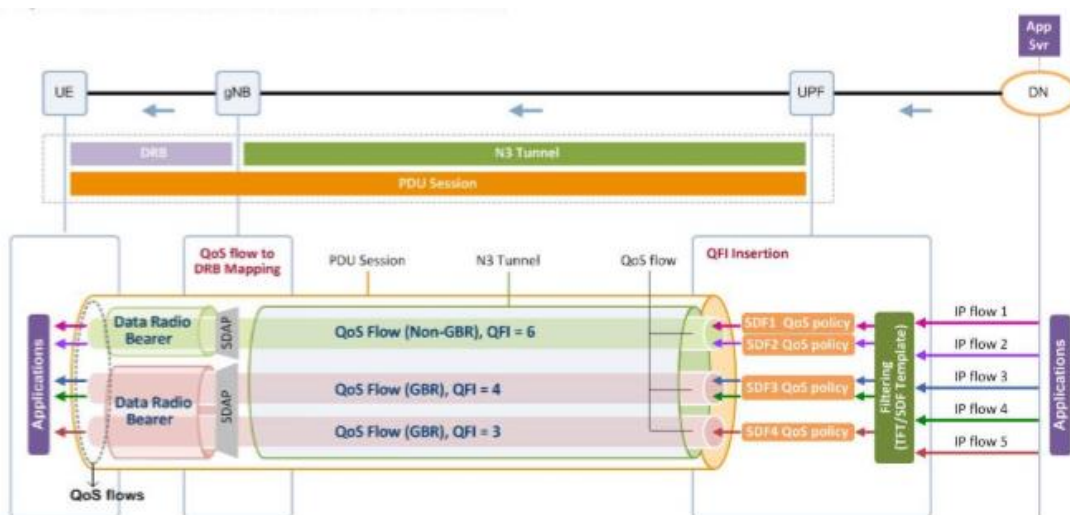 App
Svr
UE
gNB
UPF
DN
DRB
N3 Tunnel
PDU Session
QoS flow to
DRB Mapping
PDU Session
N3 Tunnel
QoS flow
QFI Insertion
Applications
Data Radio
Bearer
SDAP
QoS Flow (Non-GBR), QFI = 6
SDF1 QoS policy
SDF2 QoS policy
IP flow 1
IP flow 2
Data Radio
Bearer
SDAP
QoS Flow (GBR), QFI = 4
SDF3 QoS policy
IP flow 3
IP flow 4
QoS Flow (GBR), QFI = 3
SDF4 QoS policy
IP flow 5
Filtering
(TFT/SDF Template)
Applications
QoS flows